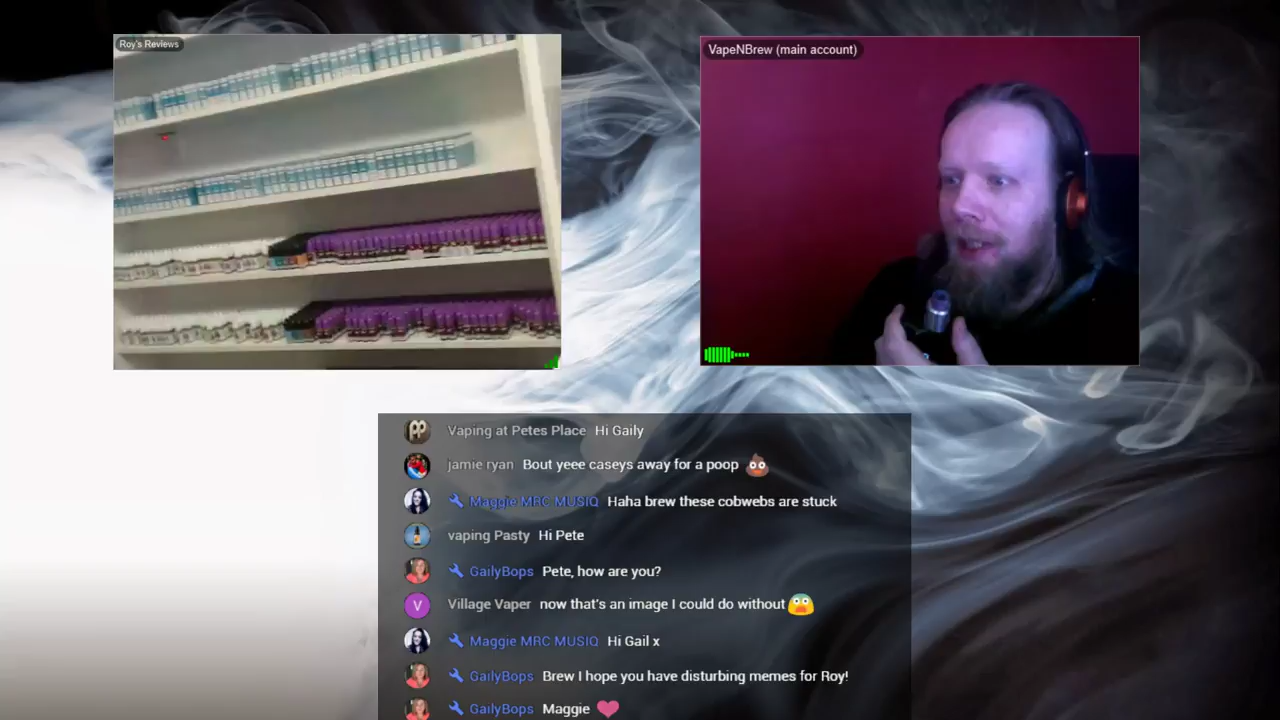 Roy's Reviews
VapeNBrew (main account)
Vaping at Petes Place Hi Gaily
jamie ryan Bout yeee caseys away for a poop 💩
Maggie MRC MUSIQ Haha brew these cobwebs are stuck
vaping Pasty Hi Pete
GailyBops Pete, how are you?
V Village Vaper now that's an image I could do without 😨
Maggie MRC MUSIQ Hi Gail x
GailyBops Brew I hope you have disturbing memes for Roy!
GailyBops Maggie ❤